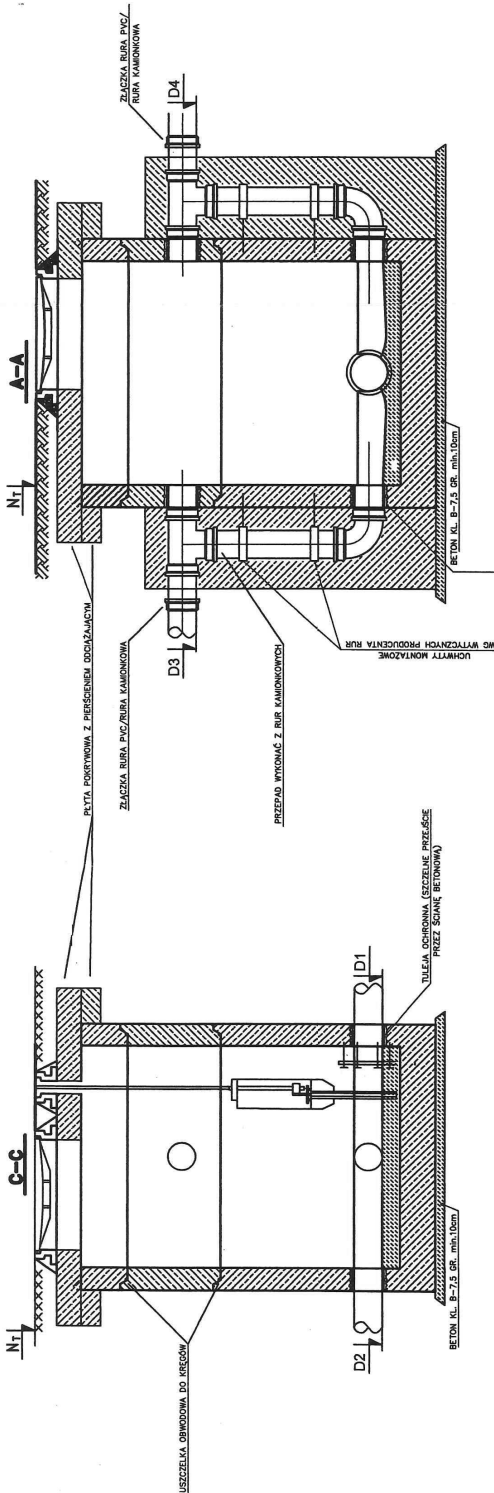 A-A
NT
D4
ZŁĄCZKA RURA PVC/
RURA KAMIONKOWA
PŁYTA POKRYWOWA Z PIERŚCIENIEM ODCIĄŻAJĄCYM
D3
ZŁĄCZKA RURA PVC/RURA KAMIONKOWA
PRZEPAD WYKONAĆ Z RUR KAMIONKOWYCH
UCHWYTY MONTAŻOWE
WG WYTYCZNYCH PRODUCENTA RUR
BETON KL. B-7,5 GR. min.10cm
C-C
NT
USZCZELKA OBWODOWA DO KRĘGÓW
D1
D2
TULEJA OCHRONNA (SZCZELNE PRZEJŚCIE
PRZEZ ŚCIANĘ BETONOWĄ)
BETON KL. B-7,5 GR. min.10cm